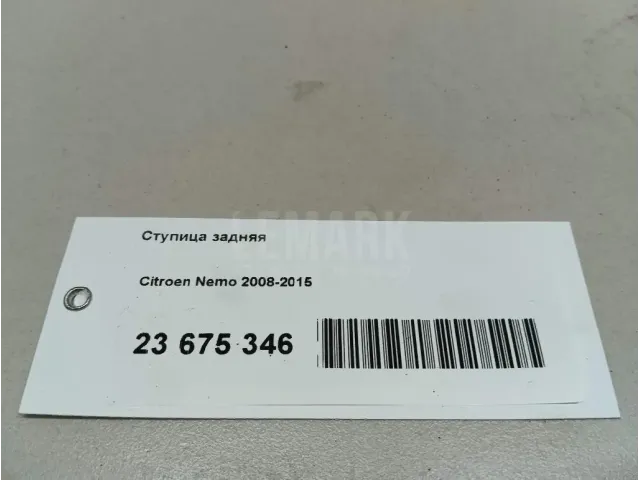 LEMARK
Ступица задняя
Citroen Nemo 2008-2015
23 675 346